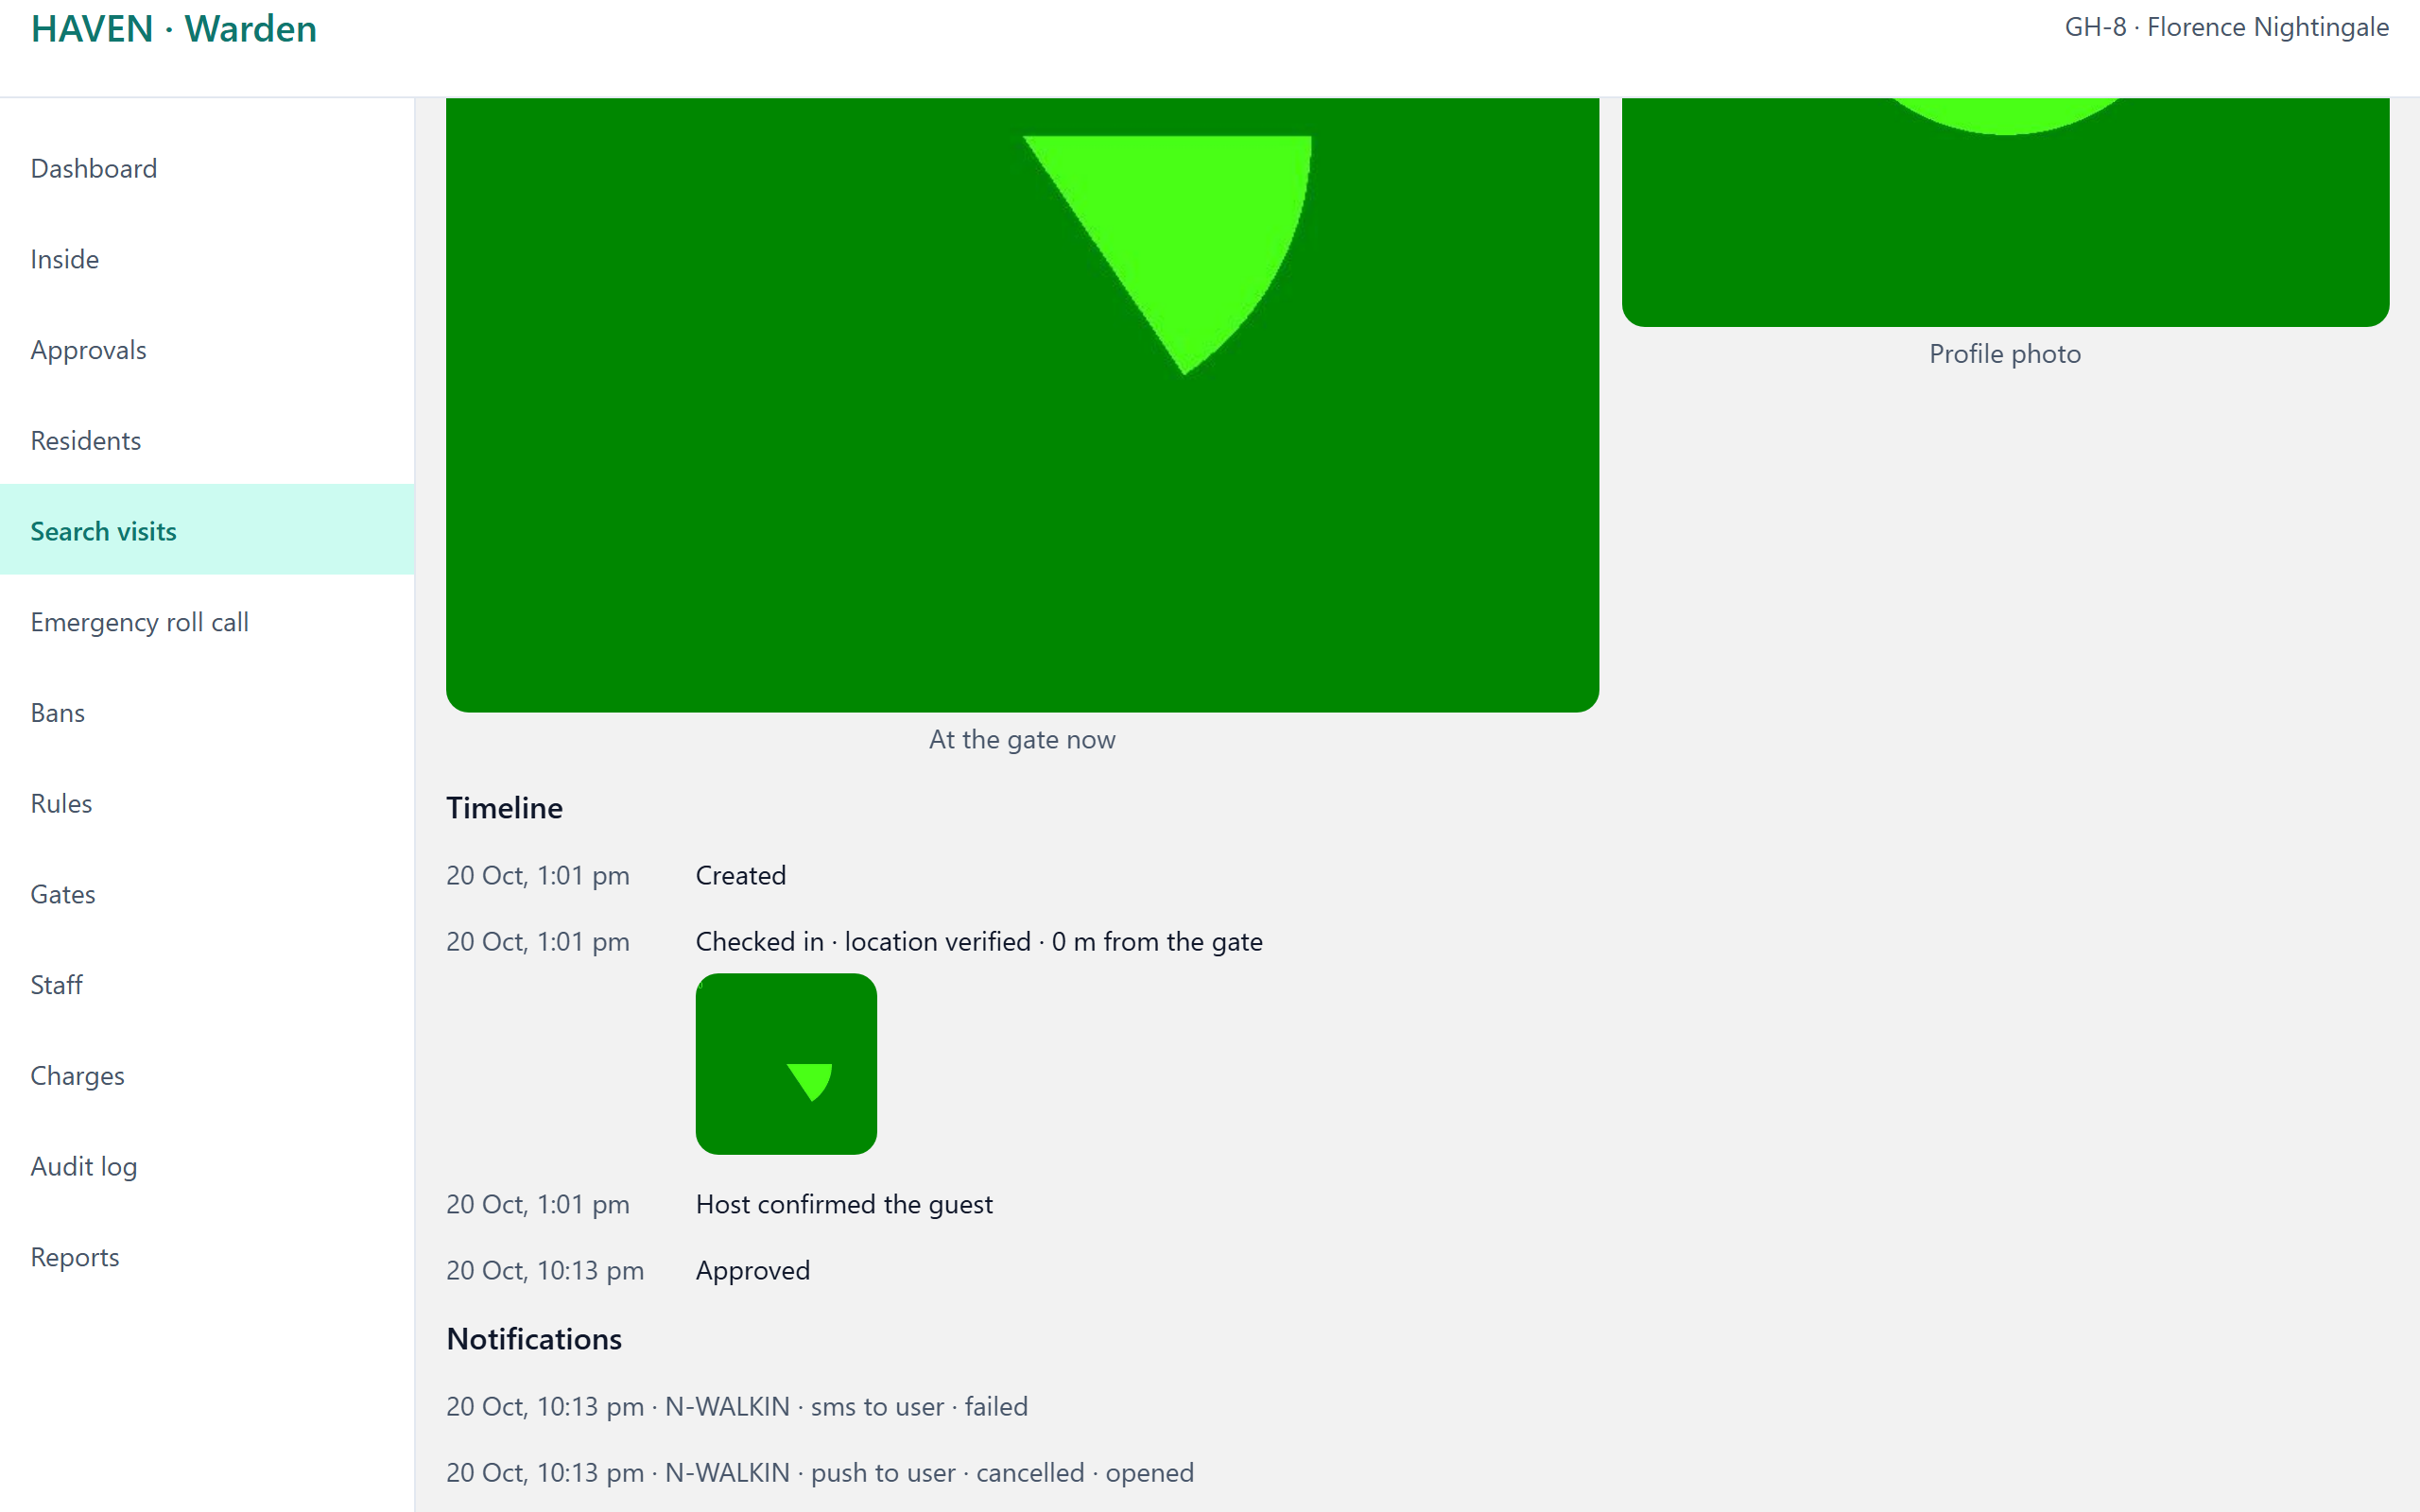 HAVEN · Warden
GH-8 · Florence Nightingale
Dashboard
Inside
Approvals
Residents
Search visits
Emergency roll call
Bans
Rules
Gates
Staff
Charges
Audit log
Reports
Profile photo
At the gate now
Timeline
20 Oct, 1:01 pm Created
20 Oct, 1:01 pm Checked in · location verified · 0 m from the gate
20 Oct, 1:01 pm Host confirmed the guest
20 Oct, 10:13 pm Approved
Notifications
20 Oct, 10:13 pm · N-WALKIN · sms to user · failed
20 Oct, 10:13 pm · N-WALKIN · push to user · cancelled · opened